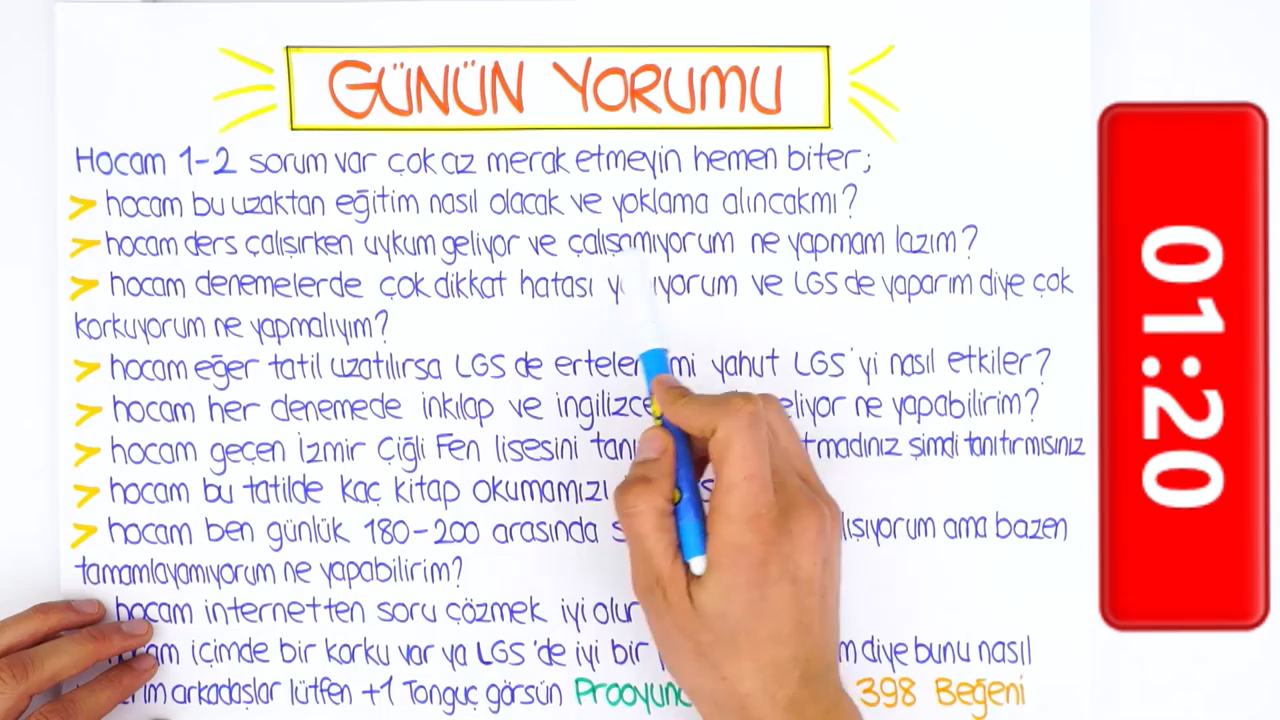 GÜNÜN YORUMU
Hocam 1-2 sorum var çok az merak etmeyin hemen biter;
> hocam bu uzaktan eğitim nasıl olacak ve yoklama alıncakmı?
> hocam ders çalışırken uykum geliyor ve çalışamıyorum ne yapmam lazım?
> hocam denemelerde çok dikkat hatası ve LGS de yaparım diye çok
korkuyorum ne yapmalıyım?
> hocam eğer tatil uzatılırsa LGS de mi yahut LGS'yi nasıl etkiler?
> hocam her denemede inkılap ve ingilizce ne yapabilirim?
> hocam geçen İzmir Çiğli Fen lisesini şimdi tanıtırmısınız
> hocam bu tatilde kaç kitap okumamızı
> hocam ben günlük 180-200 arasında ama bazen
tamamlayamıyorum ne yapabilirim?
hocam internetten soru çözmek iyi olur
içimde bir korku var ya LGS'de iyi bir diye bunu nasıl
arkadaşlar lütfen +1 Tonguç görsün 398 Beğeni
01:20